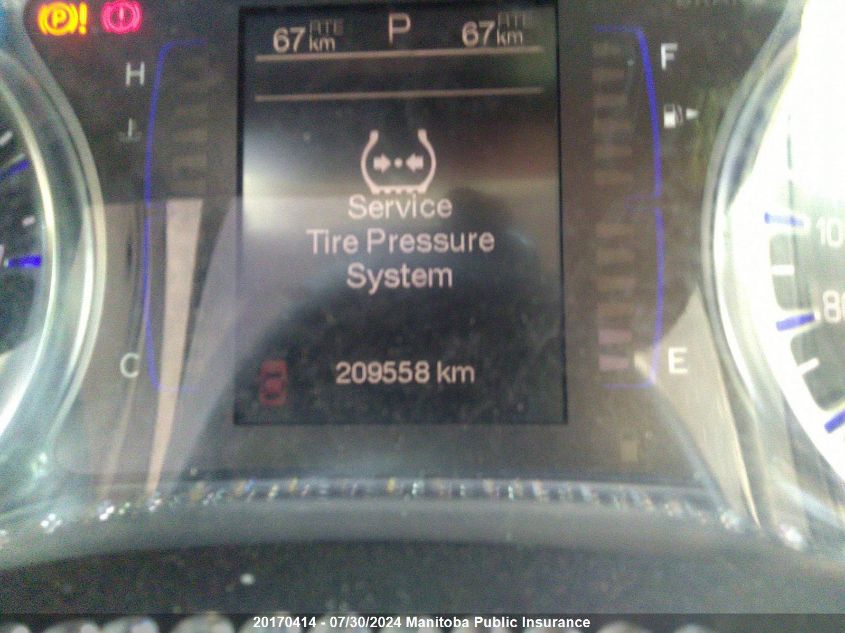 67 RTE km P 67 RTE km
H F
Service
Tire Pressure
System
10
80
C E
209558 km
20170414 - 07/30/2024 Manitoba Public Insurance